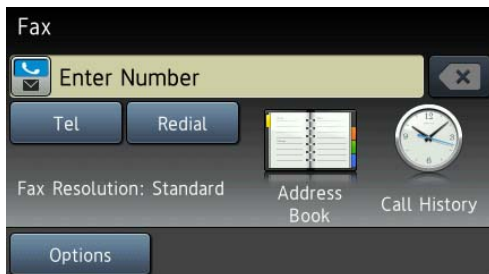 Fax
Enter Number
Tel
Redial
Fax Resolution: Standard
Address
Book
Call History
Options